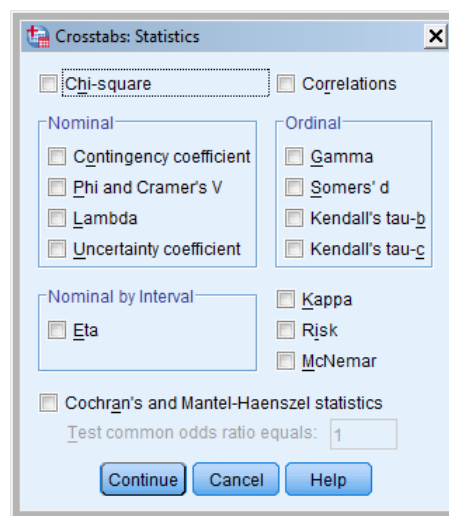 Crosstabs: Statistics
Chi-square
Correlations
Nominal
Contingency coefficient
Phi and Cramer's V
Lambda
Uncertainty coefficient
Ordinal
Gamma
Somers' d
Kendall's tau-b
Kendall's tau-c
Nominal by Interval
Eta
Kappa
Risk
McNemar
Cochran's and Mantel-Haenszel statistics
Test common odds ratio equals: 1
Continue Cancel Help